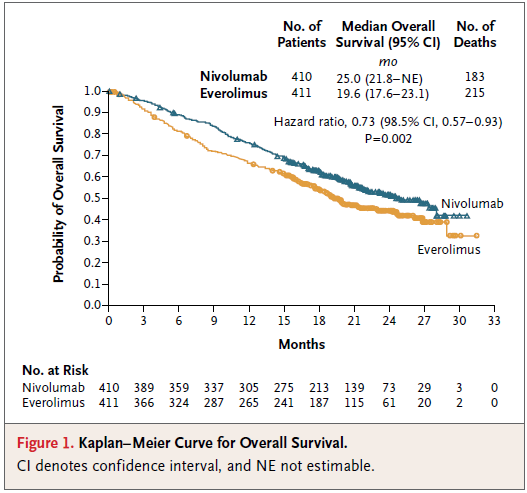 No. of Patients Median Overall Survival (95% CI) No. of Deaths
mo
Nivolumab 410 25.0 (21.8–NE) 183
Everolimus 411 19.6 (17.6–23.1) 215
Hazard ratio, 0.73 (98.5% CI, 0.57–0.93)
P=0.002
Probability of Overall Survival
1.0
0.9
0.8
0.7
0.6
0.5
0.4
0.3
0.2
0.1
0.0
Nivolumab
Everolimus
0 3 6 9 12 15 18 21 24 27 30 33
Months
No. at Risk
Nivolumab 410 389 359 337 305 275 213 139 73 29 3 0
Everolimus 411 366 324 287 265 241 187 115 61 20 2 0
Figure 1. Kaplan–Meier Curve for Overall Survival.
CI denotes confidence interval, and NE not estimable.